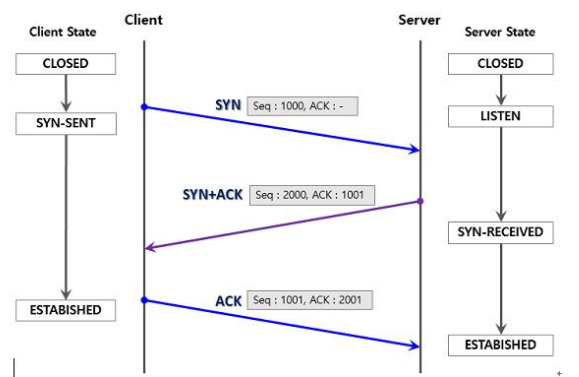 Client
Server
Client State
Server State
CLOSED
CLOSED
SYN Seq : 1000, ACK : -
SYN-SENT
LISTEN
SYN+ACK Seq : 2000, ACK : 1001
SYN-RECEIVED
ACK Seq : 1001, ACK : 2001
ESTABISHED
ESTABISHED